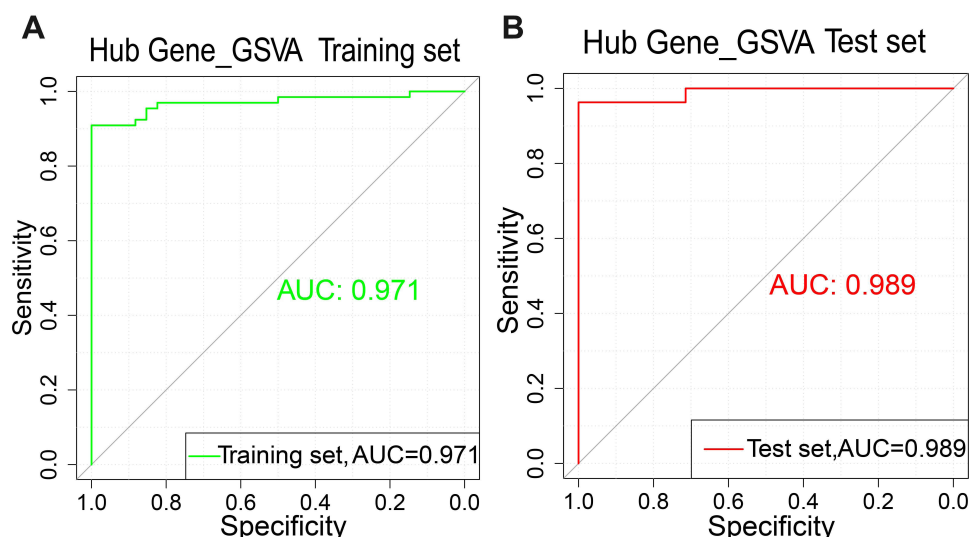 A
Hub Gene_GSVA Training set
1.0
0.8
0.6
0.4
0.2
0.0
Sensitivity
AUC: 0.971
Training set, AUC=0.971
1.0 0.8 0.6 0.4 0.2 0.0
Specificity
B
Hub Gene_GSVA Test set
1.0
0.8
0.6
0.4
0.2
0.0
Sensitivity
AUC: 0.989
Test set,AUC=0.989
1.0 0.8 0.6 0.4 0.2 0.0
Specificity